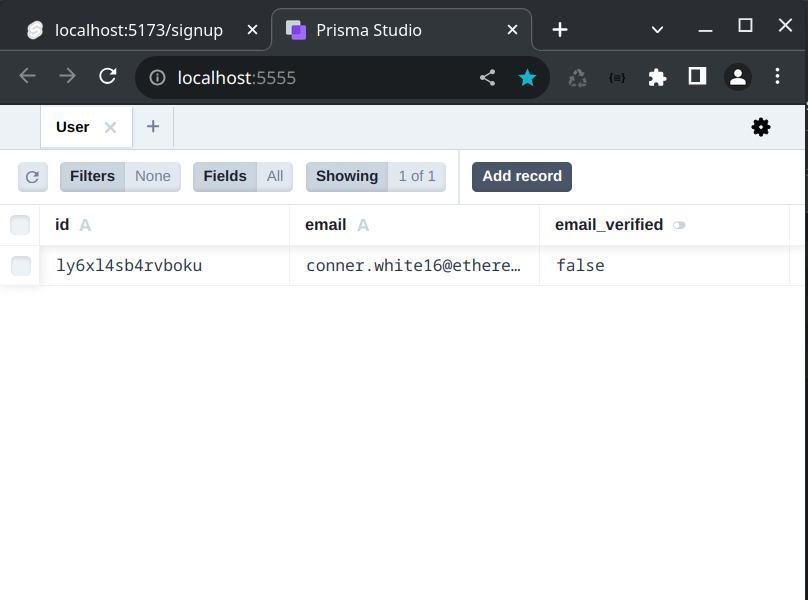 localhost:5173/signup Prisma Studio
localhost:5555
User
Filters None Fields All Showing 1 of 1 Add record
id A email A email_verified
ly6xl4sb4rvboku conner.white16@ethere… false